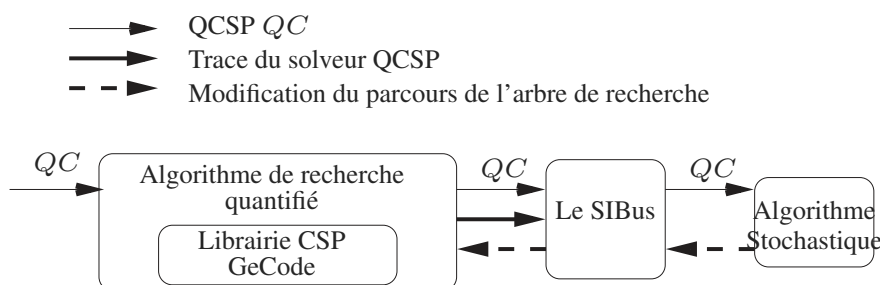 QCSP QC
Trace du solveur QCSP
Modification du parcours de l'arbre de recherche
QC
Algorithme de recherche
quantifié
Librairie CSP
GeCode
QC
Le SIBus
QC
Algorithme
Stochastique